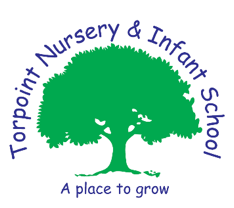 Torpoint Nursery & Infant School
A place to grow